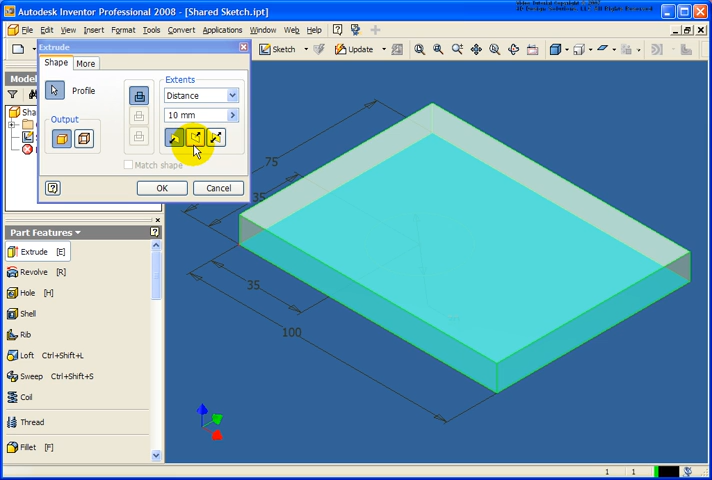 Autodesk Inventor Professional 2008 - [Shared Sketch.ipt]
File Edit View Insert Format Tools Convert Applications Window Web Help
Sketch Update
Extrude
Shape More
Profile
Output
Extents
Distance
10 mm
Match shape
OK Cancel
Part Features
Extrude [E]
Revolve [R]
Hole [H]
Shell
Rib
Loft Ctrl+Shift+L
Sweep Ctrl+Shift+S
Coil
Thread
Fillet [F]
75
35
35
100
1 1